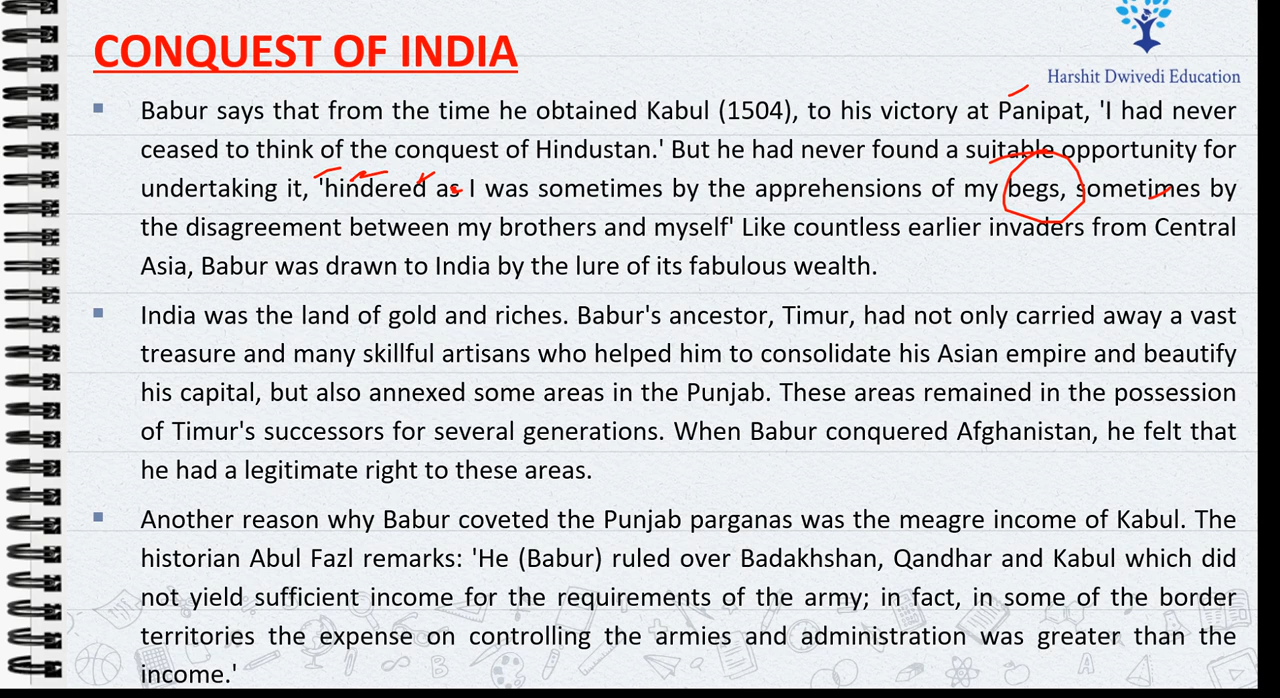 CONQUEST OF INDIA
Harshit Dwivedi Education
▪ Babur says that from the time he obtained Kabul (1504), to his victory at Panipat, 'I had never
ceased to think of the conquest of Hindustan.' But he had never found a suitable opportunity for
undertaking it, 'hindered as I was sometimes by the apprehensions of my begs, sometimes by
the disagreement between my brothers and myself' Like countless earlier invaders from Central
Asia, Babur was drawn to India by the lure of its fabulous wealth.
▪ India was the land of gold and riches. Babur's ancestor, Timur, had not only carried away a vast
treasure and many skillful artisans who helped him to consolidate his Asian empire and beautify
his capital, but also annexed some areas in the Punjab. These areas remained in the possession
of Timur's successors for several generations. When Babur conquered Afghanistan, he felt that
he had a legitimate right to these areas.
▪ Another reason why Babur coveted the Punjab parganas was the meagre income of Kabul. The
historian Abul Fazl remarks: 'He (Babur) ruled over Badakhshan, Qandhar and Kabul which did
not yield sufficient income for the requirements of the army; in fact, in some of the border
territories the expense on controlling the armies and administration was greater than the
income.'